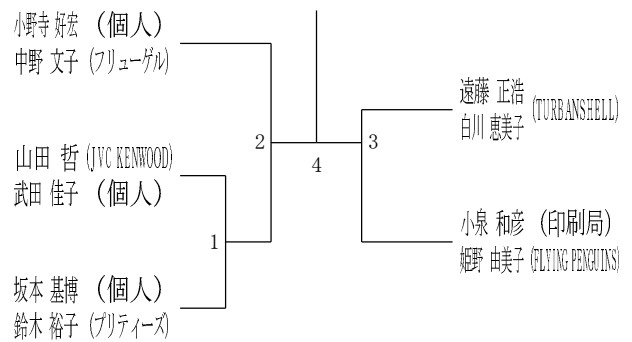 小野寺 好宏 (個人)
中野 文子 (フリューゲル)
山田 哲 (JVC KENWOOD)
武田 佳子 (個人)
坂本 基博 (個人)
鈴木 裕子 (プリティーズ)
1
2
4
3
遠藤 正浩
白川 恵美子
(TURBANSHELL)
小泉 和彦 (印刷局)
姫野 由美子 (FLYING PENGUINS)